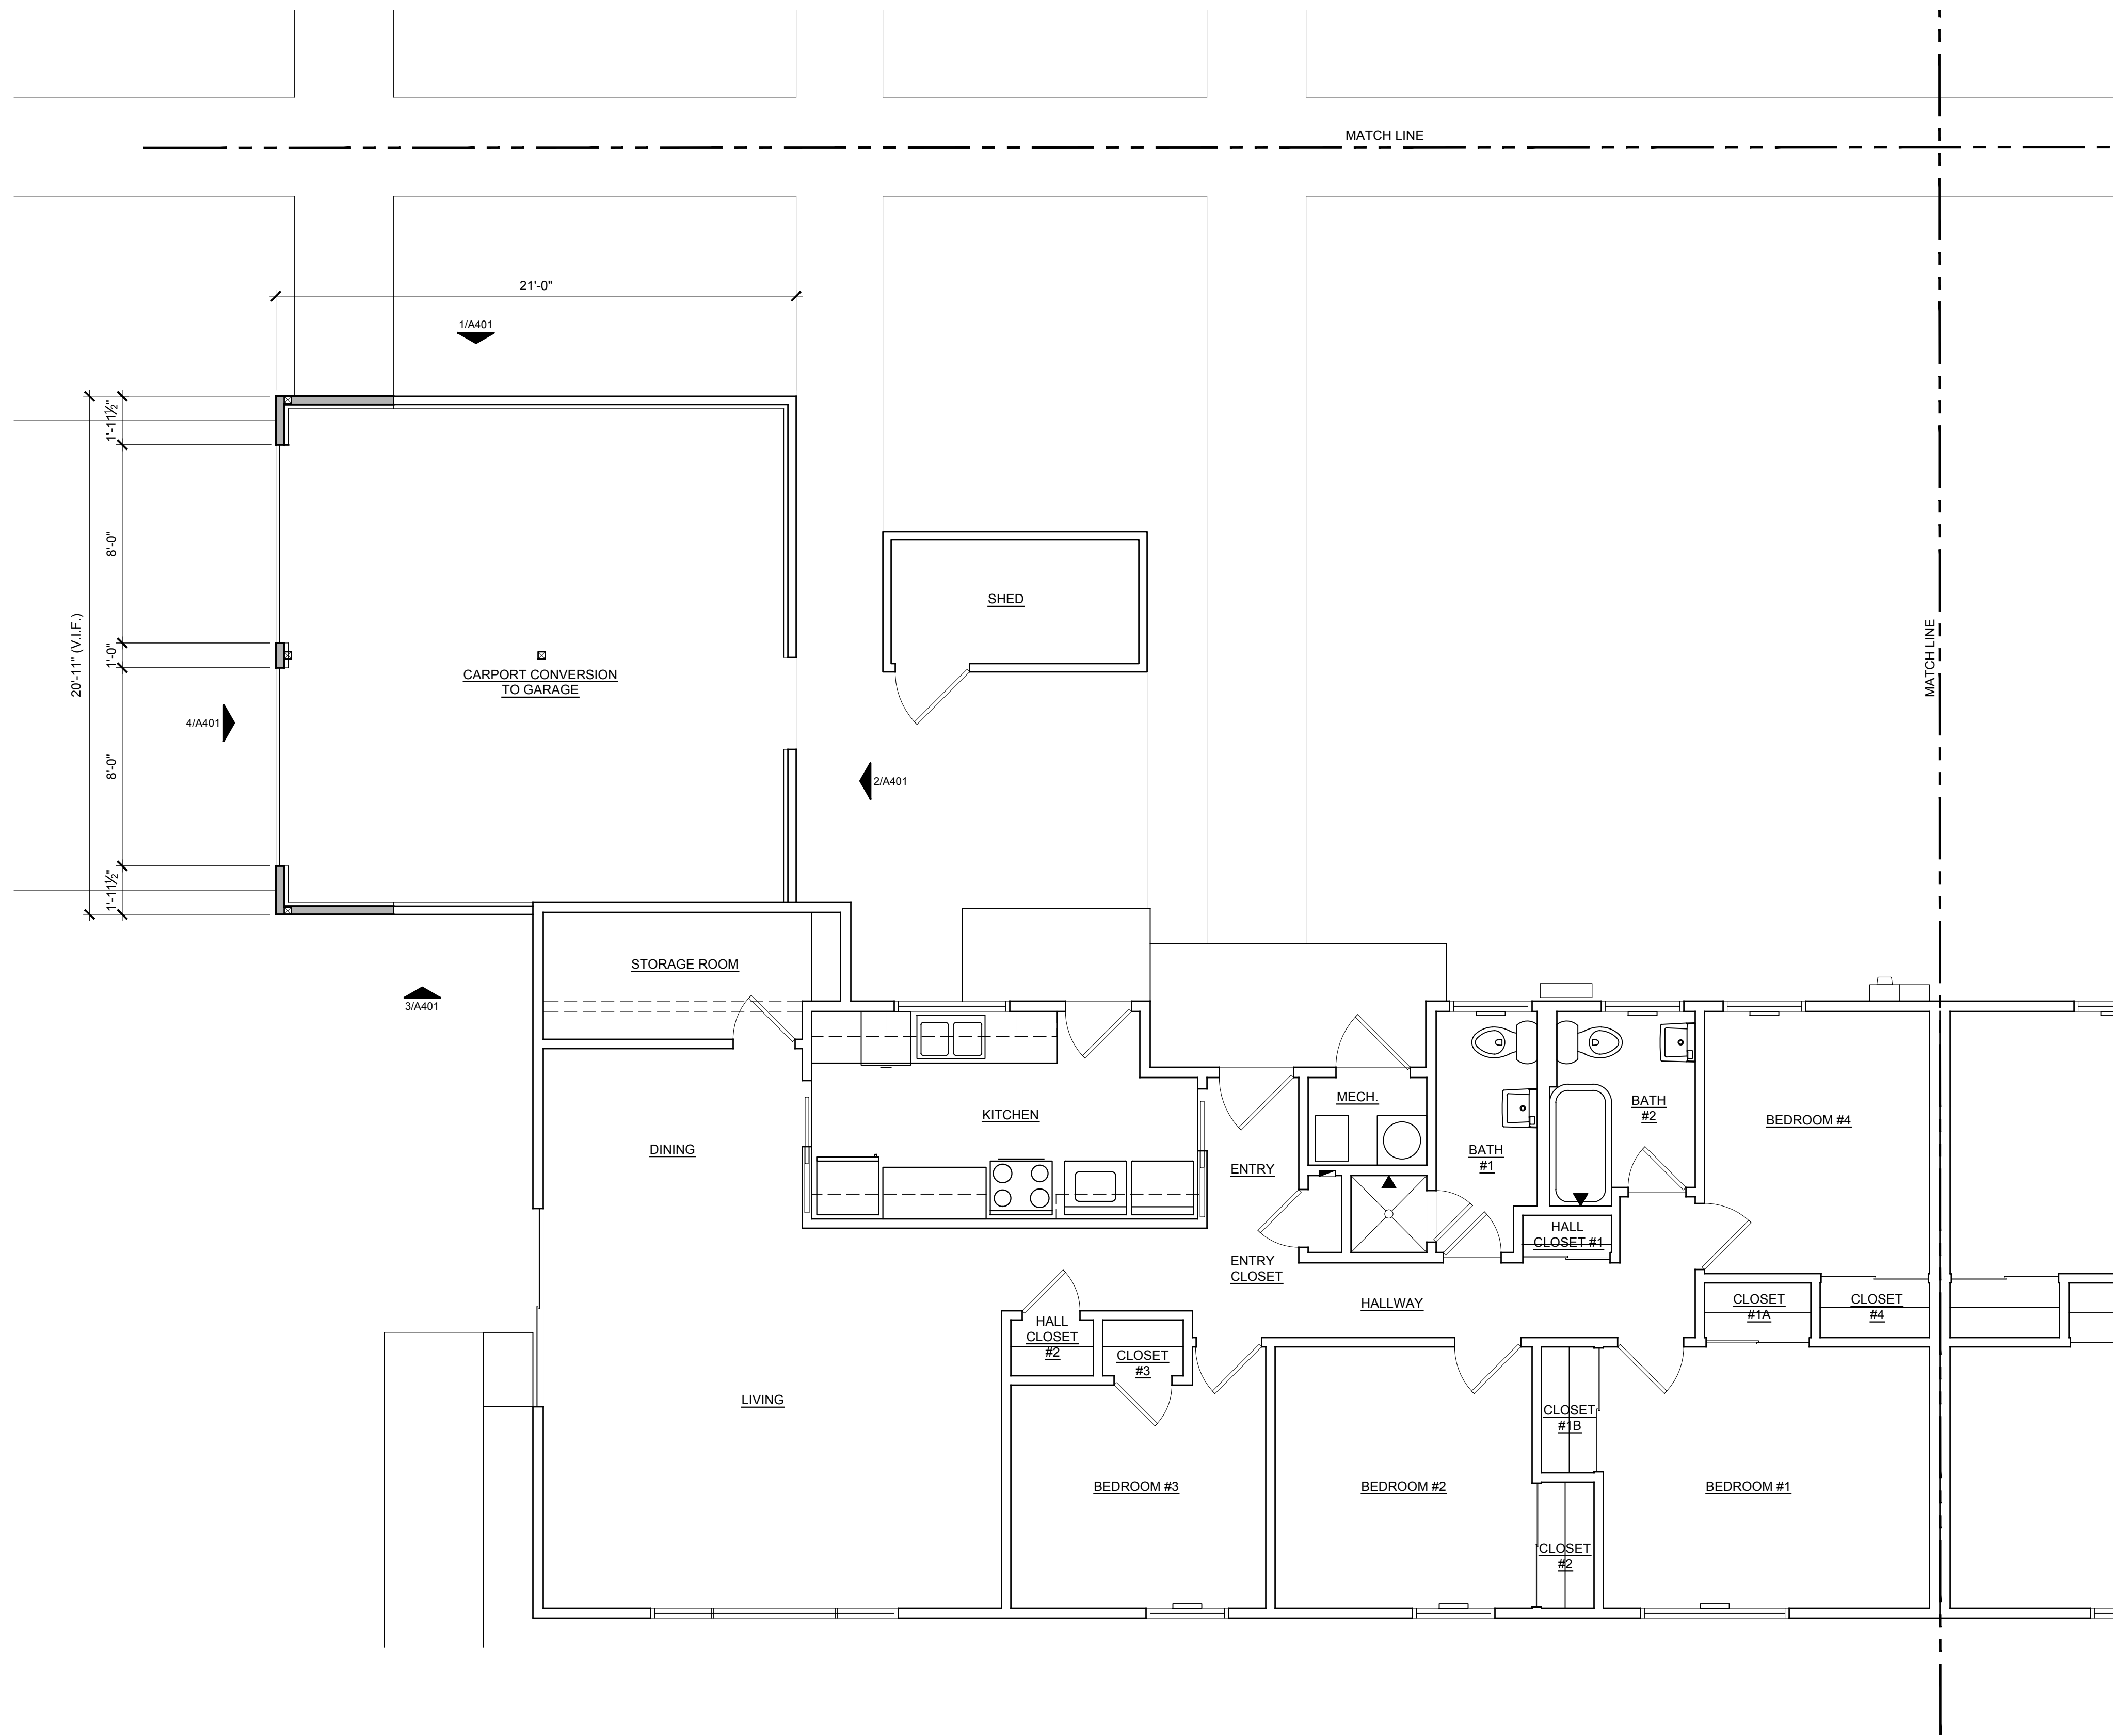 MATCH LINE
21'-0"
1/A401
1'-11½"
8'-0"
20'-11" (V.I.F.)
1'-0"
8'-0"
1'-11½"
SHED
MATCH LINE
CARPORT CONVERSION
TO GARAGE
4/A401
2/A401
STORAGE ROOM
3/A401
MECH.
KITCHEN
BATH
#2
BEDROOM #4
DINING
BATH
#1
ENTRY
HALL
CLOSET #1
ENTRY
CLOSET
HALLWAY
CLOSET
#1A
CLOSET
#4
HALL
CLOSET
#2
CLOSET
#3
LIVING
CLOSET
#1B
BEDROOM #3
BEDROOM #2
BEDROOM #1
CLOSET
#2